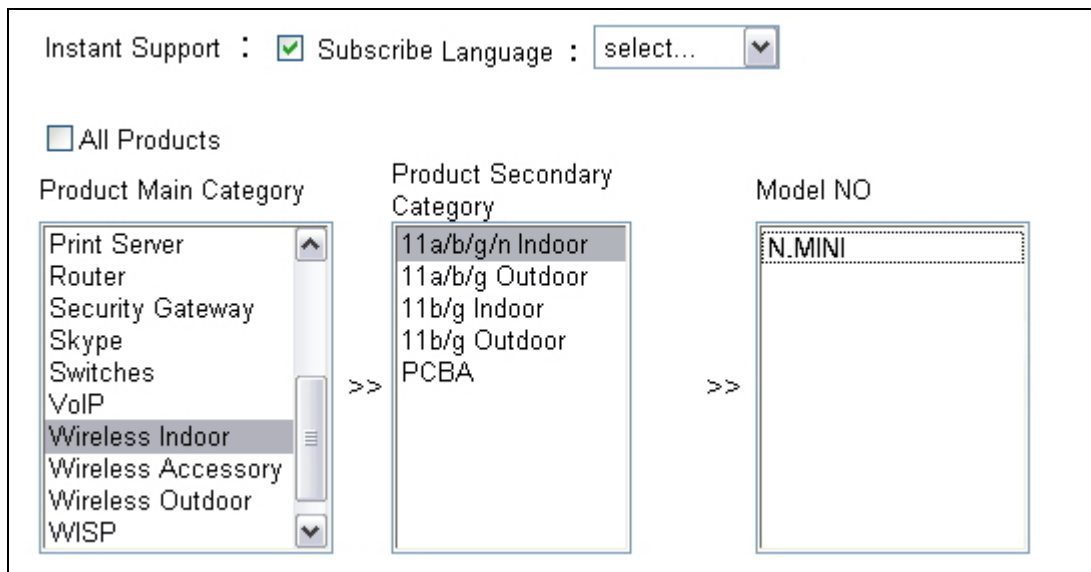 Instant Support : Subscribe Language : select...
All Products
Product Main Category
Print Server
Router
Security Gateway
Skype
Switches
VoIP
Wireless Indoor
Wireless Accessory
Wireless Outdoor
WISP
>>
Product Secondary
Category
11a/b/g/n Indoor
11a/b/g Outdoor
11b/g Indoor
11b/g Outdoor
PCBA
>>
Model NO
N.MINI